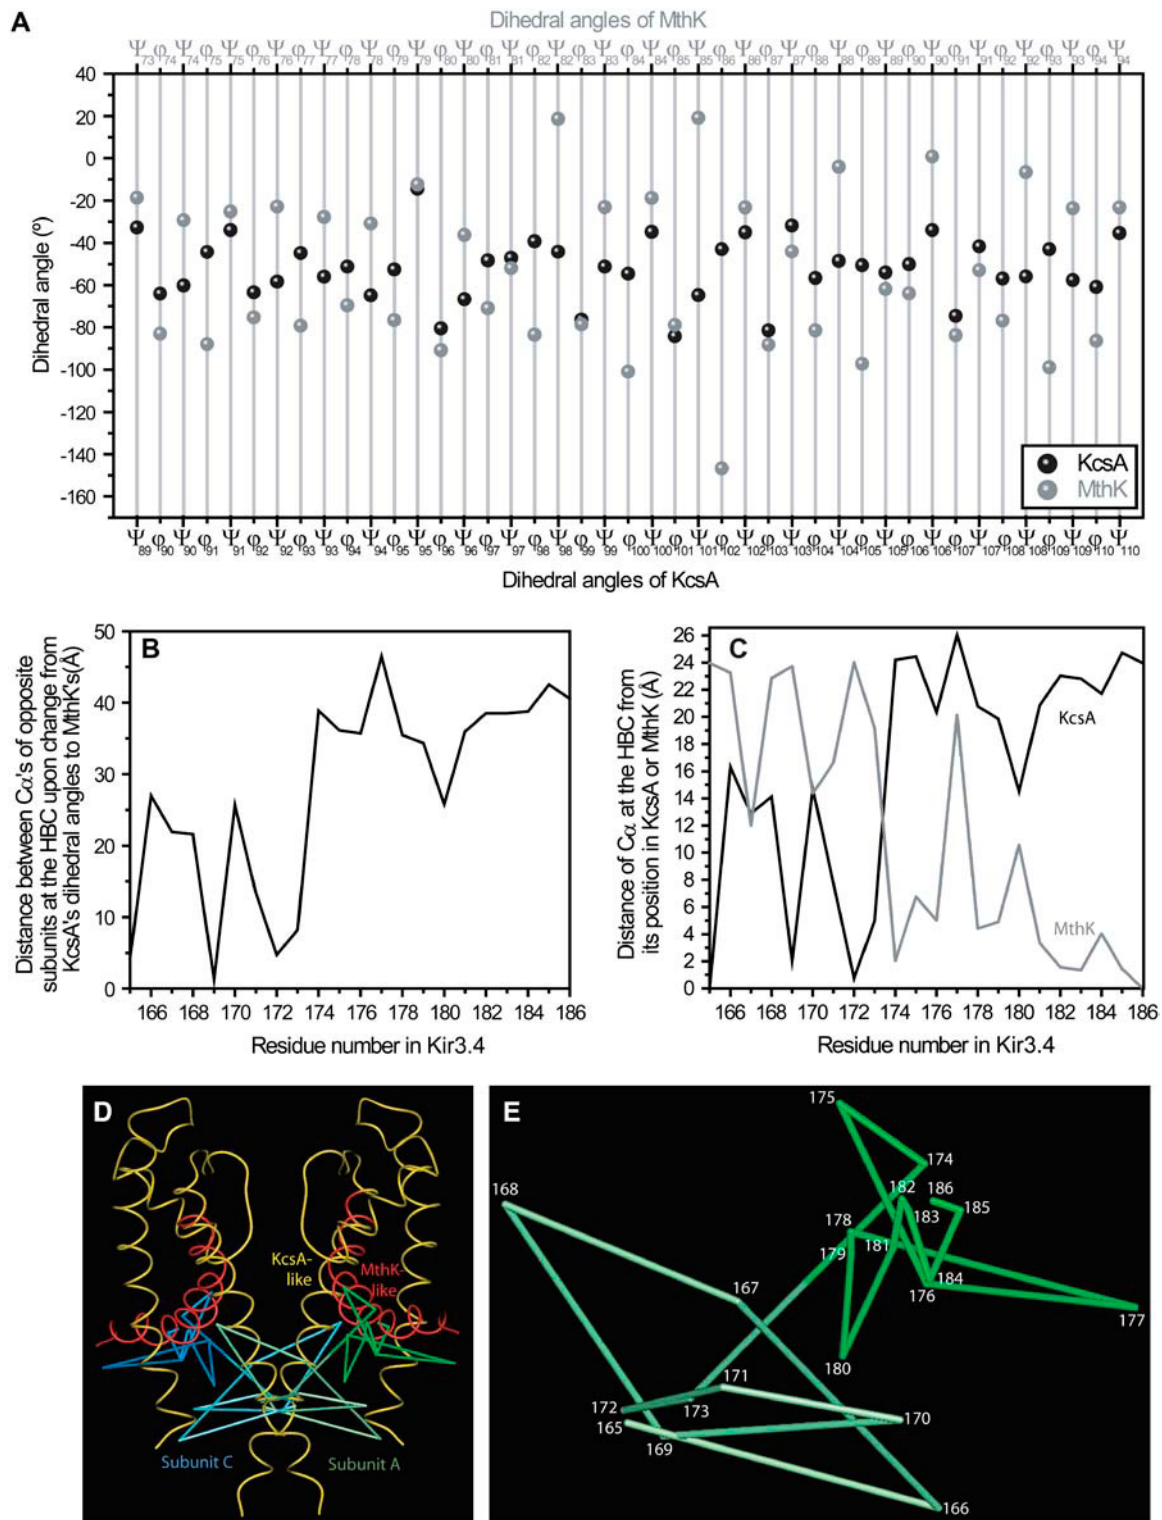 A
Dihedral angles of MthK
Ψ73 φ74 Ψ74 φ75 Ψ75 φ76 Ψ76 φ77 Ψ77 φ78 Ψ78 φ79 Ψ79 φ80 Ψ80 φ81 Ψ81 φ82 Ψ82 φ83 Ψ83 φ84 Ψ84 φ85 Ψ85 φ86 Ψ86 φ87 Ψ87 φ88 Ψ88 φ89 Ψ89 φ90 Ψ90 φ91 Ψ91 φ92 Ψ92 φ93 Ψ93 φ94 Ψ94
Dihedral angle (º)
40
20
0
-20
-40
-60
-80
-100
-120
-140
-160
KcsA
MthK
Ψ89 φ90 Ψ90 φ91 Ψ91 φ92 Ψ92 φ93 Ψ93 φ94 Ψ94 φ95 Ψ95 φ96 Ψ96 φ97 Ψ97 φ98 Ψ98 φ99 Ψ99 φ100 Ψ100 φ101 Ψ101 φ102 Ψ102 φ103 Ψ103 φ104 Ψ104 φ105 Ψ105 φ106 Ψ106 φ107 Ψ107 φ108 Ψ108 φ109 Ψ109 φ110 Ψ110
Dihedral angles of KcsA
B
Distance between Cα's of opposite
subunits at the HBC upon change from
KcsA's dihedral angles to MthK's(Å)
50
40
30
20
10
0
166 168 170 172 174 176 178 180 182 184 186
Residue number in Kir3.4
C
Distance of Cα at the HBC from
its position in KcsA or MthK (Å)
26
24
22
20
18
16
14
12
10
8
6
4
2
0
KcsA
MthK
166 168 170 172 174 176 178 180 182 184 186
Residue number in Kir3.4
D
KcsA-
like
MthK-
like
Subunit C
Subunit A
E
175
174
168
182
186
185
183
178
179
181
167
184
176
177
180
171
172
173
165
170
169
166